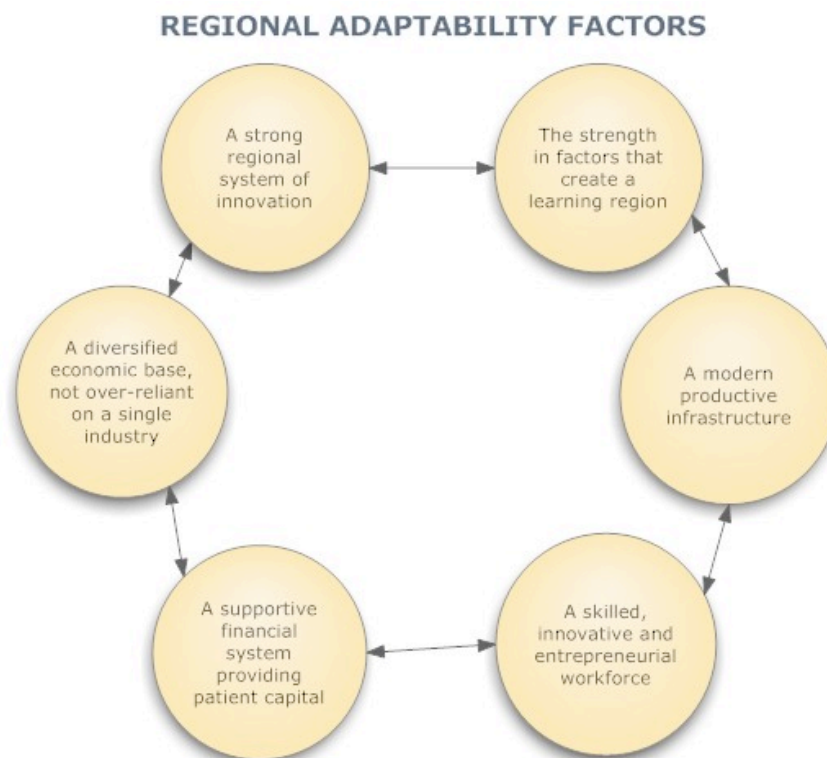 REGIONAL ADAPTABILITY FACTORS
A strong
regional
system of
innovation
The strength
in factors that
create a
learning region
A diversified
economic base,
not over-reliant
on a single
industry
A modern
productive
infrastructure
A supportive
financial
system
providing
patient capital
A skilled,
innovative and
entrepreneurial
workforce